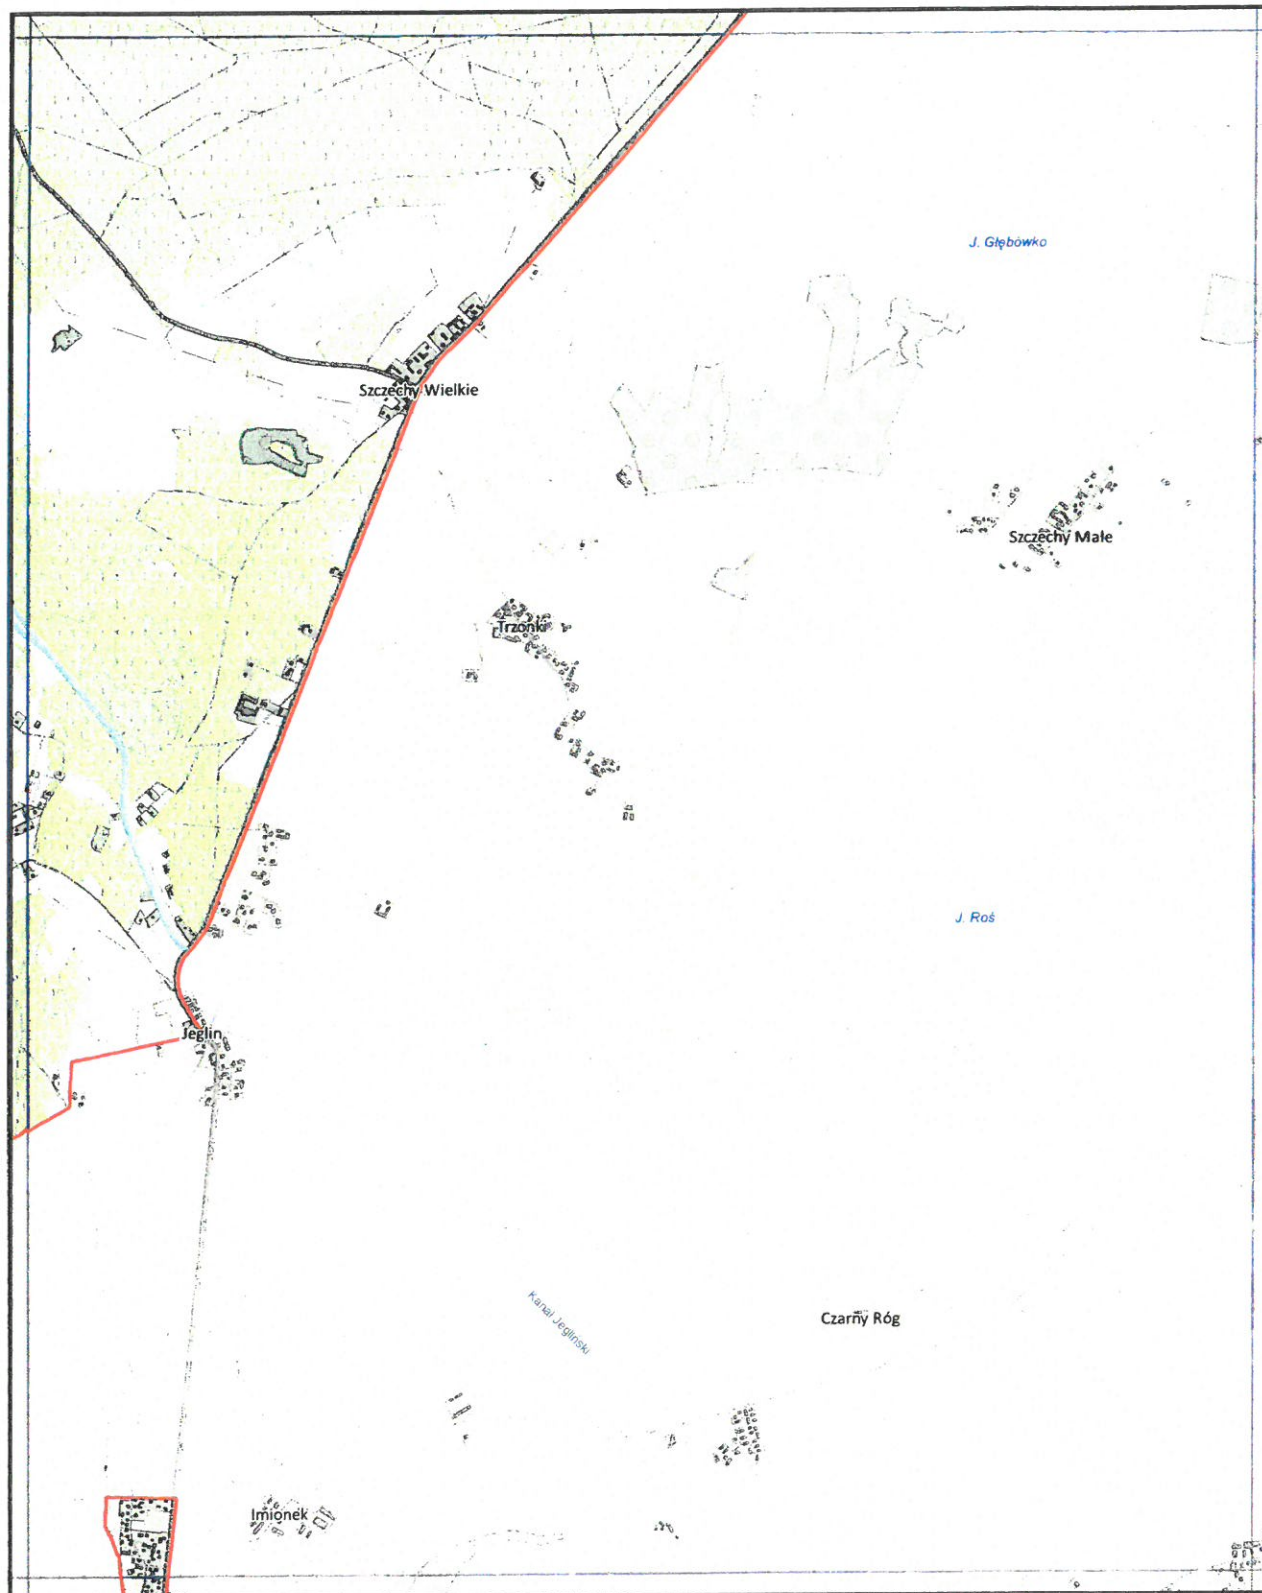 J. Głębówko
Szczechy Wielkie
Szczechy Małe
Trzonki
J. Roś
Jeglin
Kanał Jegliński
Czarny Róg
Imionek